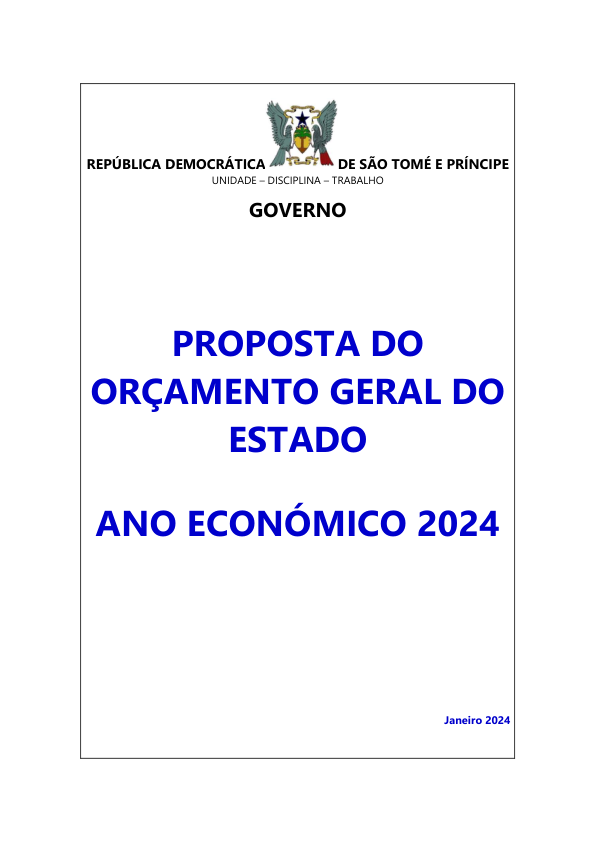 REPÚBLICA DEMOCRÁTICA DE SÃO TOMÉ E PRÍNCIPE
UNIDADE – DISCIPLINA – TRABALHO
GOVERNO
PROPOSTA DO
ORÇAMENTO GERAL DO
ESTADO
ANO ECONÓMICO 2024
Janeiro 2024